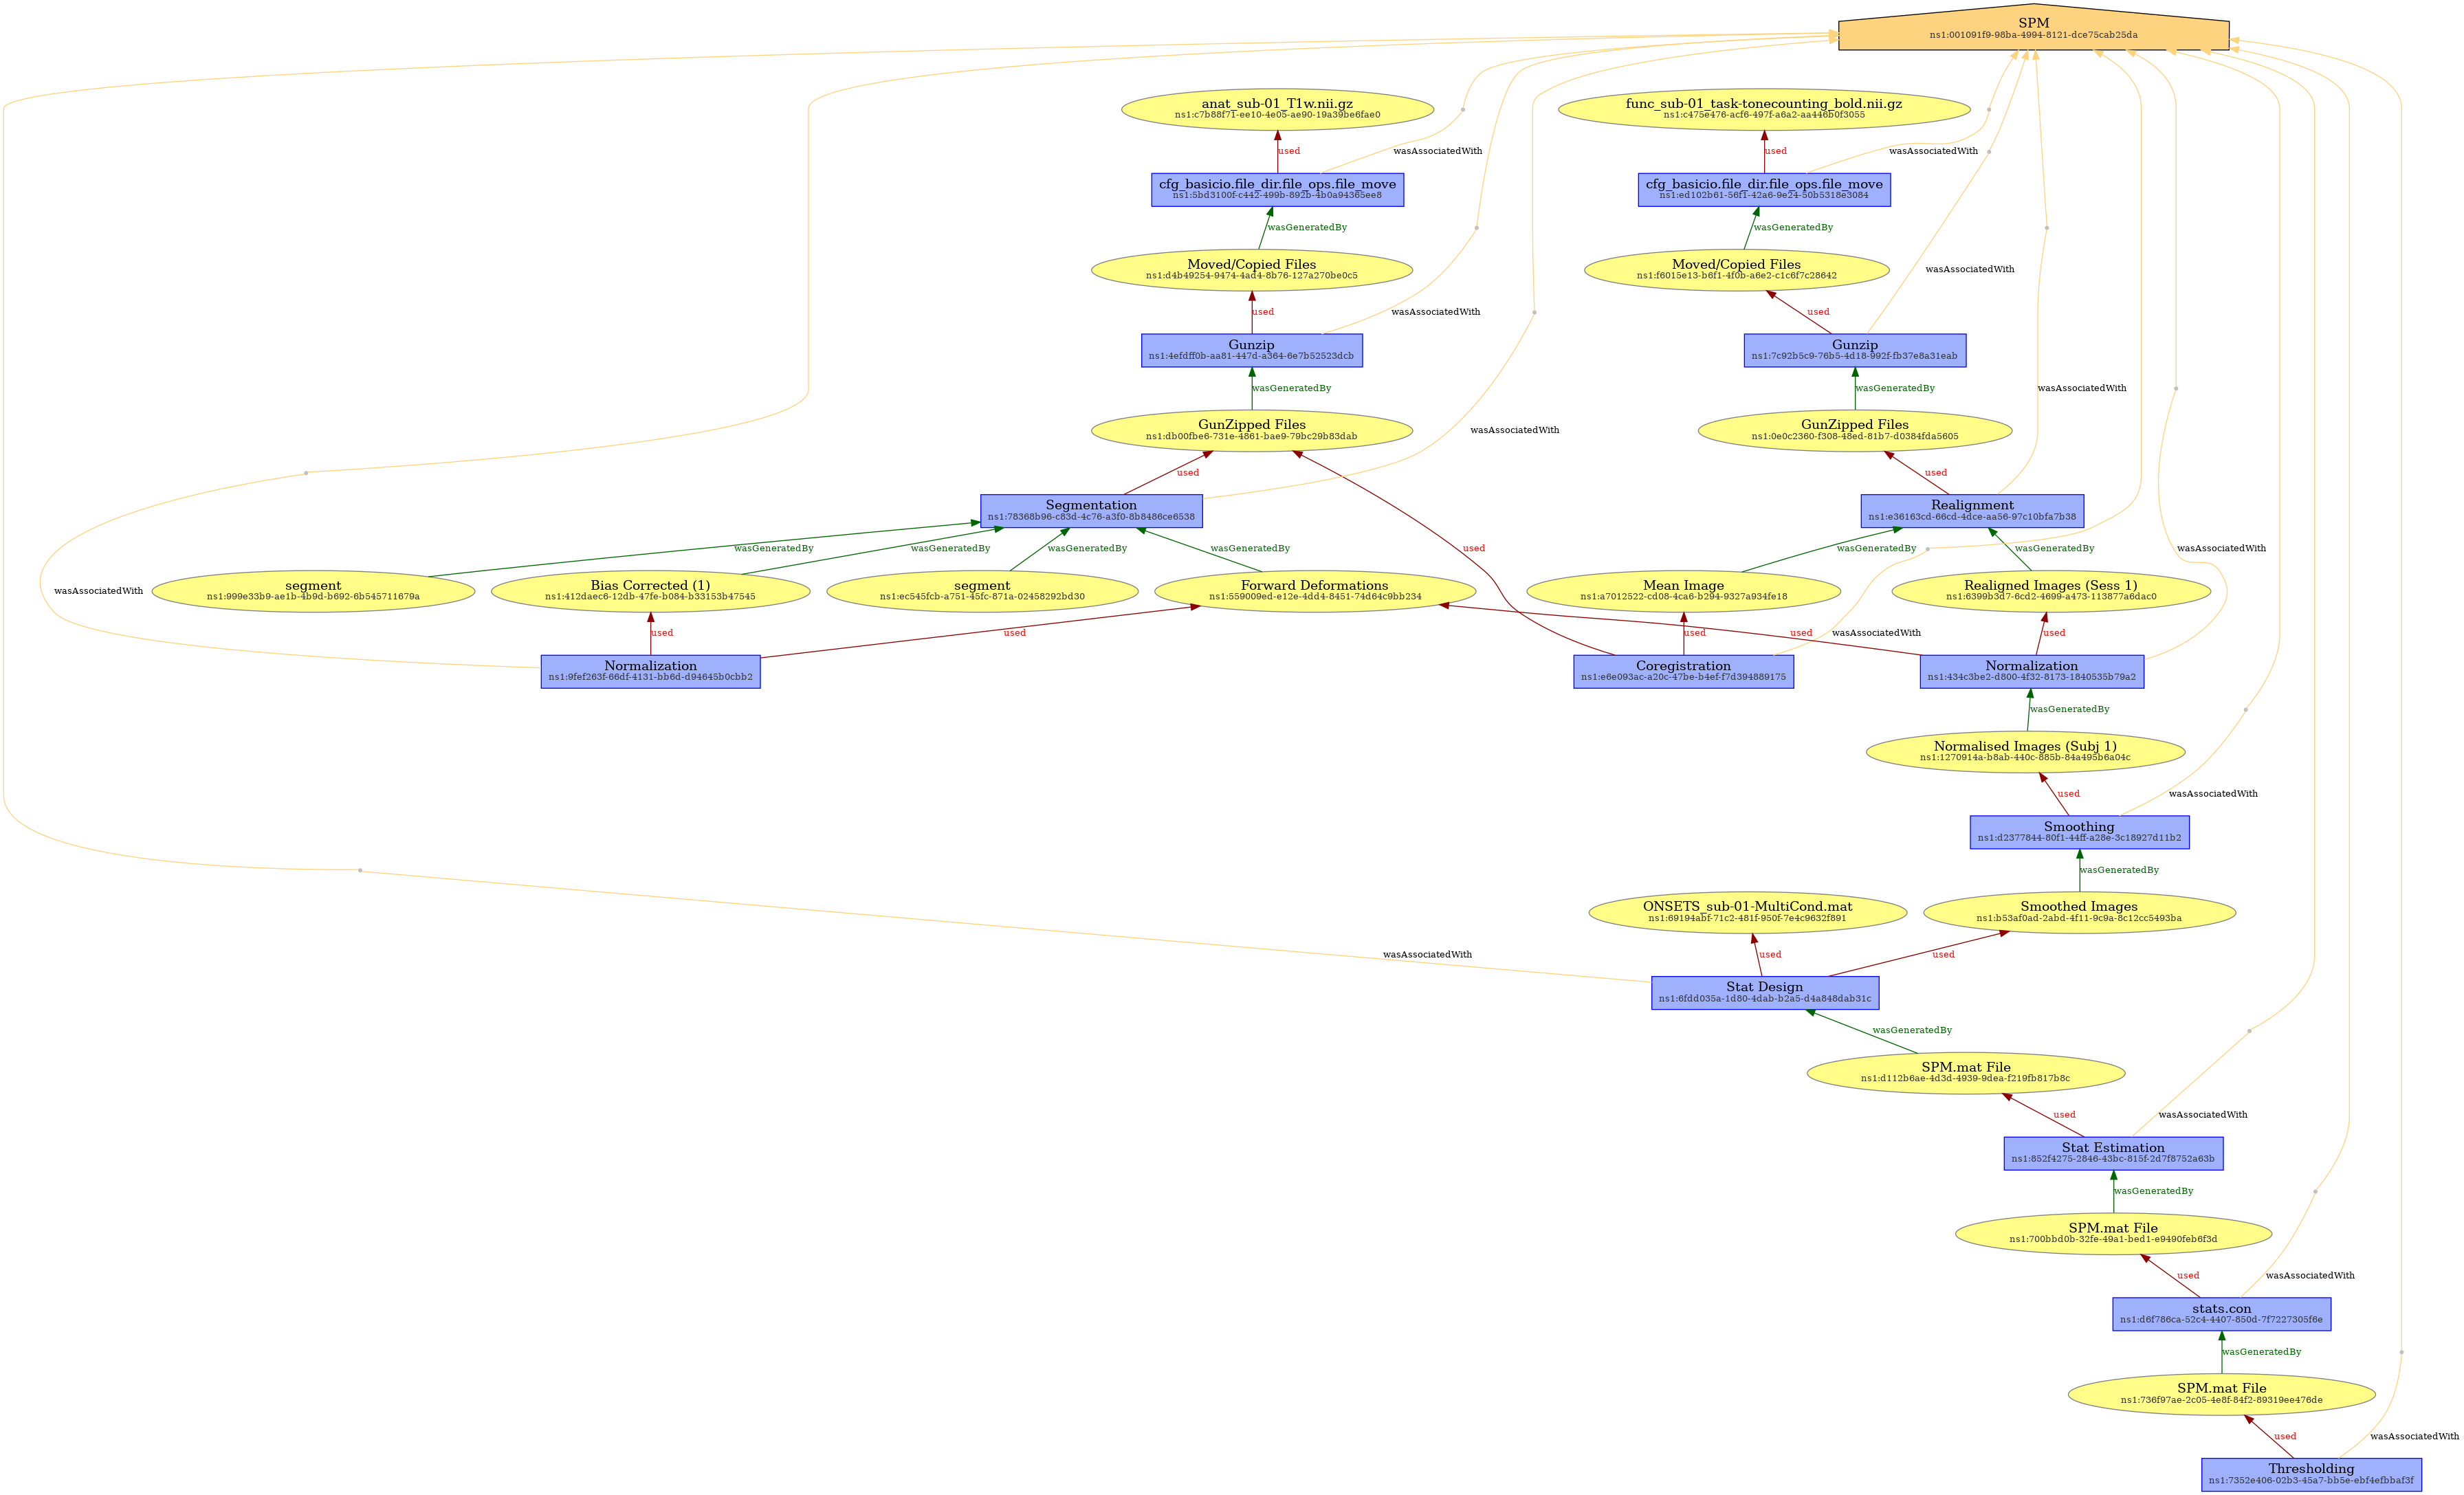 SPM
ns1:001091f9-98ba-4994-8121-dce75cab25da
anat_sub-01_T1w.nii.gz
ns1:c7b88f71-ee10-4e05-ae90-19a39be6fae0
func_sub-01_task-tonecounting_bold.nii.gz
ns1:c475e476-acf6-497f-a6a2-aa446b0f3055
used
wasAssociatedWith
used
wasAssociatedWith
cfg_basicio.file_dir.file_ops.file_move
ns1:5bd3100f-c442-499b-892b-4b0a94365ee8
cfg_basicio.file_dir.file_ops.file_move
ns1:ed102b61-56f1-42a6-9e24-50b5318e3084
wasGeneratedBy
wasGeneratedBy
Moved/Copied Files
ns1:d4b49254-9474-4ad4-8b76-127a270be0c5
Moved/Copied Files
ns1:f6015e13-b6f1-4f0b-a6e2-c1c6f7c28642
wasAssociatedWith
used
wasAssociatedWith
used
Gunzip
ns1:4efdff0b-aa81-447d-a364-6e7b52523dcb
Gunzip
ns1:7c92b5c9-76b5-4d18-992f-fb37e8a31eab
wasGeneratedBy
wasGeneratedBy
wasAssociatedWith
GunZipped Files
ns1:db00fbe6-731e-4861-bae9-79bc29b83dab
GunZipped Files
ns1:0e0c2360-f308-48ed-81b7-d0384fda5605
wasAssociatedWith
used
used
Segmentation
ns1:78368b96-c83d-4c76-a3f0-8b8486ce6538
Realignment
ns1:e36163cd-66cd-4dce-aa56-97c10bfa7b38
wasGeneratedBy
wasGeneratedBy
wasGeneratedBy
wasGeneratedBy
used
wasGeneratedBy
wasGeneratedBy
wasAssociatedWith
wasAssociatedWith
segment
ns1:999e33b9-ae1b-4b9d-b692-6b545711679a
Bias Corrected (1)
ns1:412daec6-12db-47fe-b084-b33153b47545
segment
ns1:ec545fcb-a751-45fc-871a-02458292bd30
Forward Deformations
ns1:559009ed-e12e-4dd4-8451-74d64c9bb234
Mean Image
ns1:a7012522-cd08-4ca6-b294-9327a934fe18
Realigned Images (Sess 1)
ns1:6399b3d7-6cd2-4699-a473-113877a6dac0
used
used
used
used
wasAssociatedWith
used
Normalization
ns1:9fef263f-66df-4131-bb6d-d94645b0cbb2
Coregistration
ns1:e6e093ac-a20c-47be-b4ef-f7d394889175
Normalization
ns1:434c3be2-d800-4f32-8173-1840535b79a2
wasGeneratedBy
Normalised Images (Subj 1)
ns1:1270914a-b8ab-440c-885b-84a495b6a04c
used
wasAssociatedWith
Smoothing
ns1:d2377844-80f1-44ff-a28e-3c18927d11b2
wasGeneratedBy
ONSETS_sub-01-MultiCond.mat
ns1:69194abf-71c2-481f-950f-7e4c9632f891
Smoothed Images
ns1:b53af0ad-2abd-4f11-9c9a-8c12cc5493ba
wasAssociatedWith
used
used
Stat Design
ns1:6fdd035a-1d80-4dab-b2a5-d4a848dab31c
wasGeneratedBy
SPM.mat File
ns1:d112b6ae-4d3d-4939-9dea-f219fb817b8c
used
wasAssociatedWith
Stat Estimation
ns1:852f4275-2846-43bc-815f-2d7f8752a63b
wasGeneratedBy
SPM.mat File
ns1:700bbd0b-32fe-49a1-bed1-e9490feb6f3d
used
wasAssociatedWith
stats.con
ns1:d6f786ca-52c4-4407-850d-7f7227305f6e
wasGeneratedBy
SPM.mat File
ns1:736f97ae-2c05-4e8f-84f2-89319ee476de
used
wasAssociatedWith
Thresholding
ns1:7352e406-02b3-45a7-bb5e-ebf4efbbaf3f